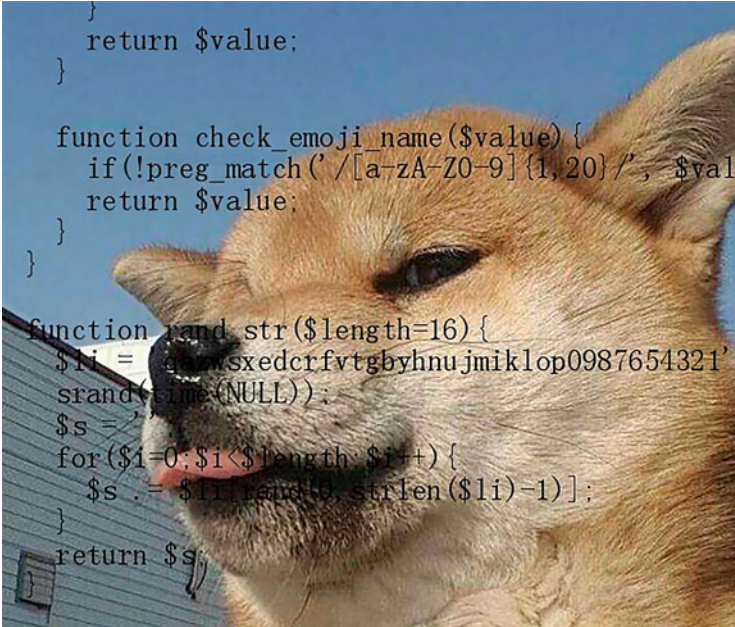 }
return $value;
}
function check_emoji_name($value){
if(!preg_match('/[a-zA-Z0-9]{1,20}/', $val
return $value;
}
}
function rand_str($length=16){
$li = 'qazwsxedcrfvtgbyhnujmiklop0987654321'
srand(time(NULL));
$s = '';
for($i=0;$i<$length;$i++){
$s .= $li[rand(0,strlen($li)-1)];
}
return $s;
}